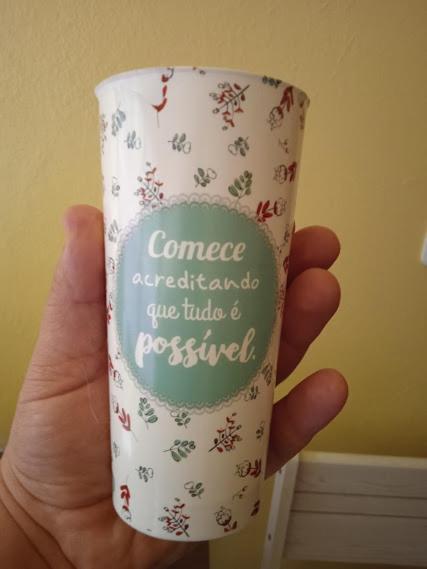 Comece
acreditando
que tudo é
possível.